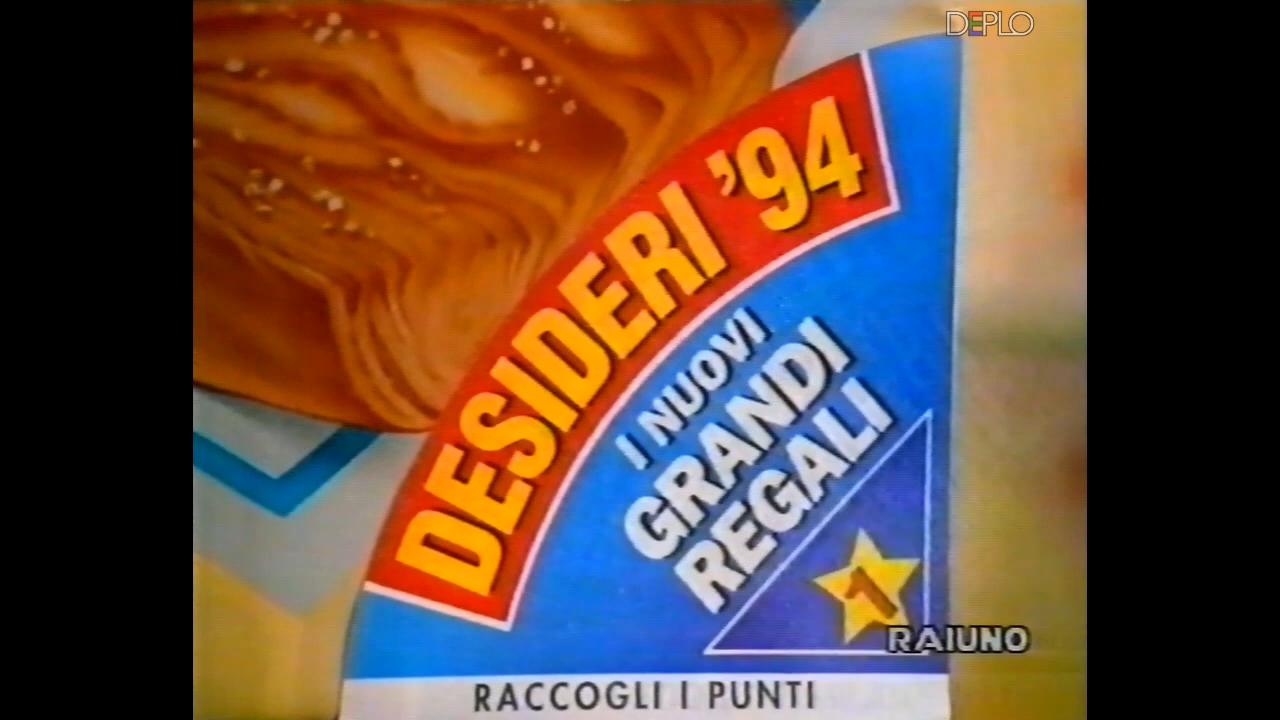 DEPLO
DESIDERI '94
I NUOVI
GRANDI
REGALI
1
RAIUNO
RACCOGLI I PUNTI